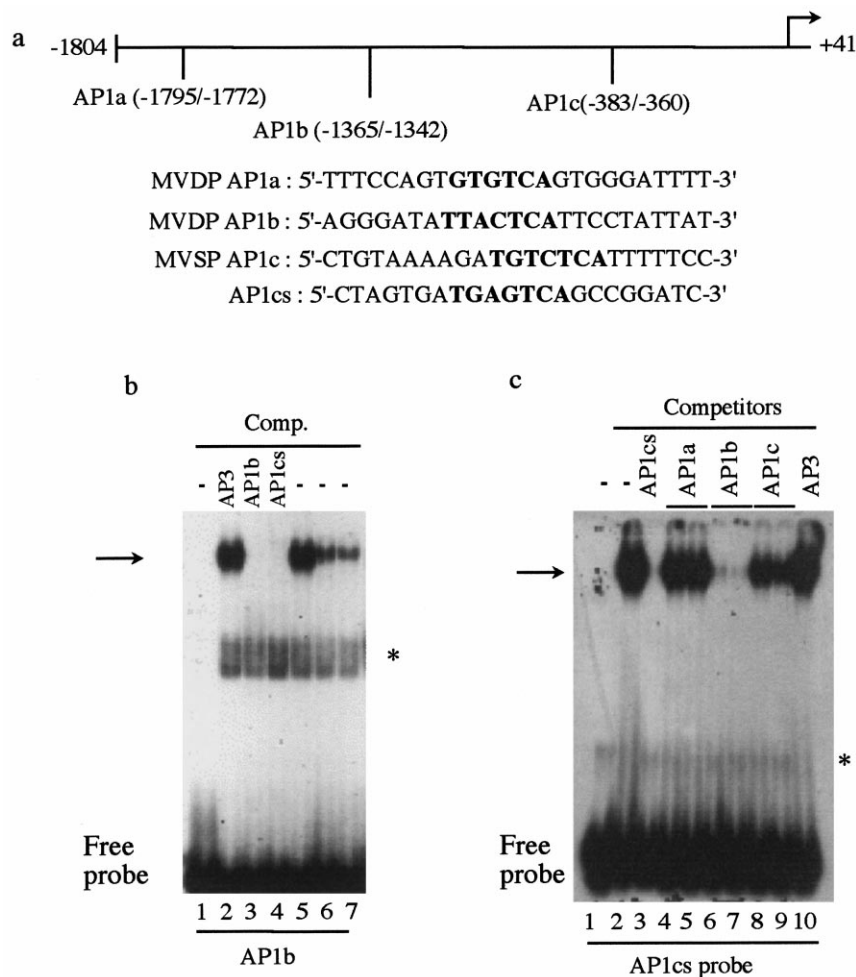 a
-1804
+41
AP1a (-1795/-1772)
AP1c(-383/-360)
AP1b (-1365/-1342)
MVDP AP1a : 5'-TTTCCAGTGTGTCAGTGGGATTTT-3'
MVDP AP1b : 5'-AGGGATATTACTCATTCCTATTAT-3'
MVSP AP1c : 5'-CTGTAAAAGATGTCTCATTTTTCC-3'
AP1cs : 5'-CTAGTGATGAGTCAGCCGGATC-3'
b
Comp.
- AP3 AP1b AP1cs - - -
*
Free
probe
1 2 3 4 5 6 7
AP1b
c
Competitors
- - AP1cs AP1a AP1b AP1c AP3
*
Free
probe
1 2 3 4 5 6 7 8 9 10
AP1cs probe